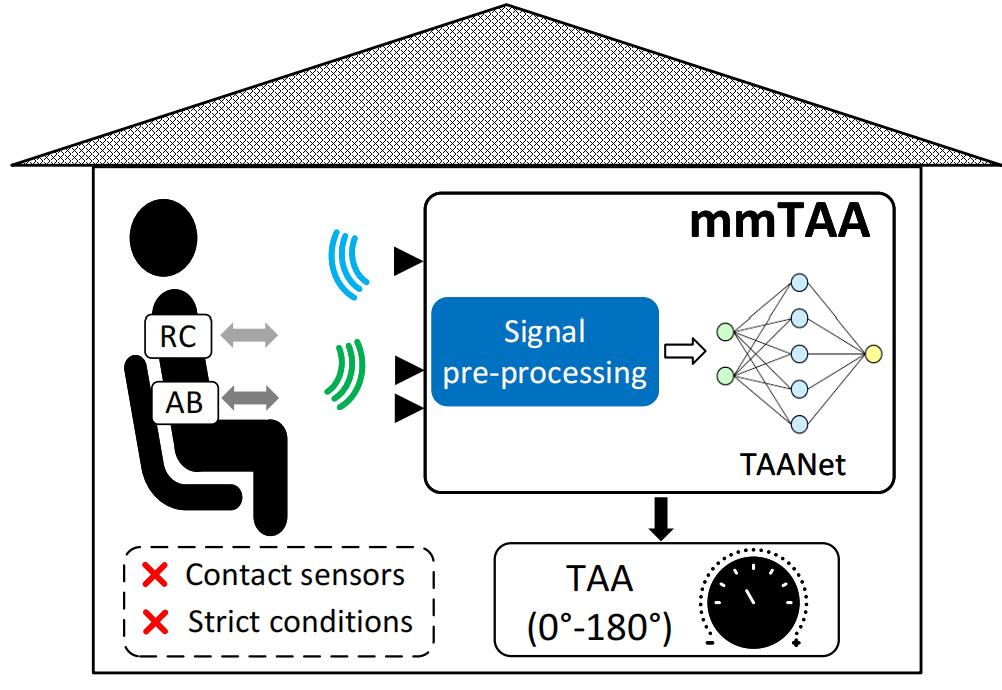 mmTAA
RC
AB
Signal
pre-processing
TAANet
Contact sensors
Strict conditions
TAA
(0°-180°)
- +